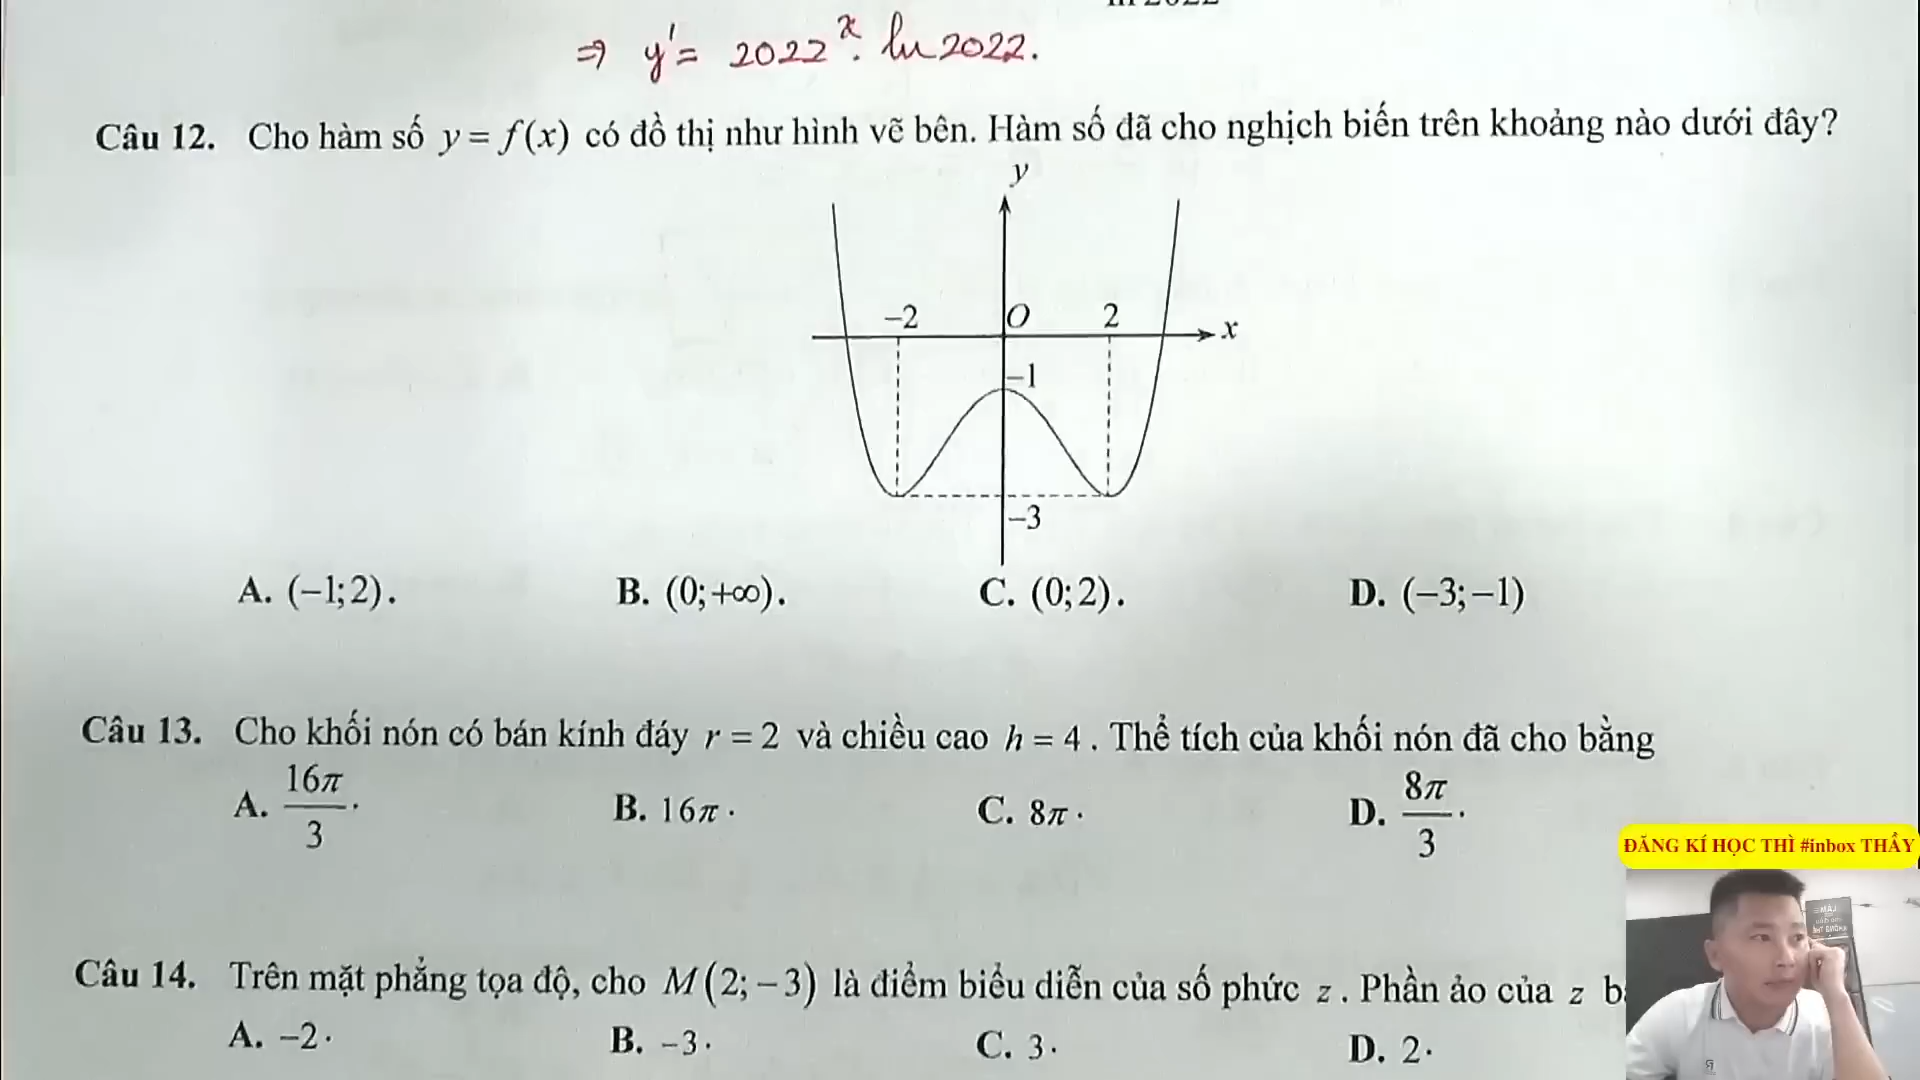 ⇒ y' = 2022^x . ln 2022.
Câu 12. Cho hàm số y = f(x) có đồ thị như hình vẽ bên. Hàm số đã cho nghịch biến trên khoảng nào dưới đây?
y
−2 O 2 x
−1
−3
A. (−1;2). B. (0;+∞). C. (0;2). D. (−3;−1)
Câu 13. Cho khối nón có bán kính đáy r = 2 và chiều cao h = 4 . Thể tích của khối nón đã cho bằng
A. 16π/3 . B. 16π . C. 8π . D. 8π/3 .
ĐĂNG KÍ HỌC THÌ #inbox THẦY
Câu 14. Trên mặt phẳng tọa độ, cho M(2;−3) là điểm biểu diễn của số phức z . Phần ảo của z
A. −2 . B. −3 . C. 3 . D. 2 .